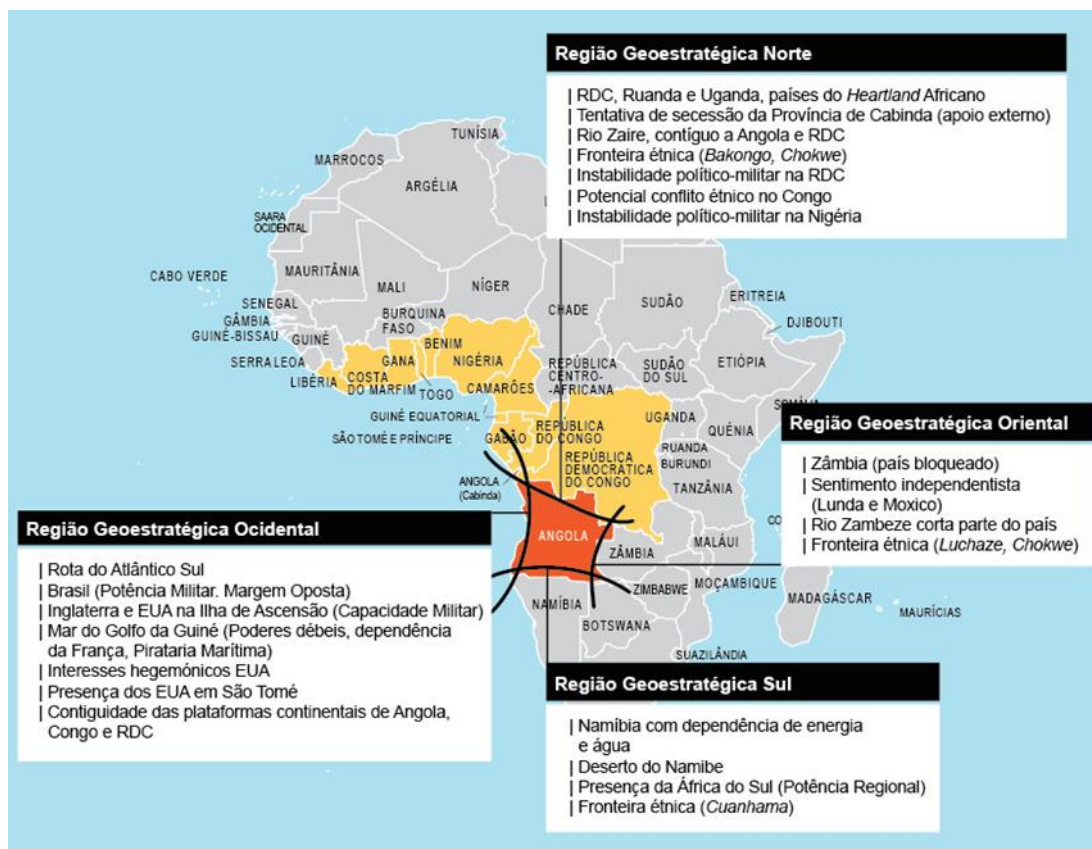 Região Geoestratégica Norte
| RDC, Ruanda e Uganda, países do Heartland Africano
| Tentativa de secessão da Província de Cabinda (apoio externo)
| Rio Zaire, contíguo a Angola e RDC
| Fronteira étnica (Bakongo, Chokwe)
| Instabilidade político-militar na RDC
| Potencial conflito étnico no Congo
| Instabilidade político-militar na Nigéria
TUNÍSIA
MARROCOS
ARGÉLIA
SAARA
OCIDENTAL
CABO VERDE
MAURITÂNIA
MALI
NÍGER
CHADE
SUDÃO
ERITREIA
DJIBOUTI
SENEGAL
GÂMBIA
GUINÉ-BISSAU
GUINÉ
BURQUINA
FASO
BENIM
NIGÉRIA
GANA
SERRA LEOA
LIBÉRIA
COSTA
DO MARFIM
TOGO
CAMARÕES
REPÚBLICA
CENTRO-
AFRICANA
SUDÃO
DO SUL
ETIÓPIA
SOMÁLIA
GUINÉ EQUATORIAL
SÃO TOMÉ E PRÍNCIPE
GABÃO
REPÚBLICA
DO CONGO
REPÚBLICA
DEMOCRÁTICA
DO CONGO
UGANDA
QUÉNIA
RUANDA
BURUNDI
TANZÂNIA
ANGOLA
(Cabinda)
Região Geoestratégica Oriental
| Zâmbia (país bloqueado)
| Sentimento independentista
(Lunda e Moxico)
| Rio Zambeze corta parte do país
| Fronteira étnica (Luchaze, Chokwe)
ANGOLA
ZÂMBIA
MALÁUI
MOÇAMBIQUE
ZIMBABWE
MADAGÁSCAR
MAURÍCIAS
NAMÍBIA
BOTSWANA
SUAZILÂNDIA
Região Geoestratégica Ocidental
| Rota do Atlântico Sul
| Brasil (Potência Militar. Margem Oposta)
| Inglaterra e EUA na Ilha de Ascensão (Capacidade Militar)
| Mar do Golfo da Guiné (Poderes débeis, dependência
da França, Pirataria Marítima)
| Interesses hegemónicos EUA
| Presença dos EUA em São Tomé
| Contiguidade das plataformas continentais de Angola,
Congo e RDC
Região Geoestratégica Sul
| Namíbia com dependência de energia
e água
| Deserto do Namibe
| Presença da África do Sul (Potência Regional)
| Fronteira étnica (Cuanhama)